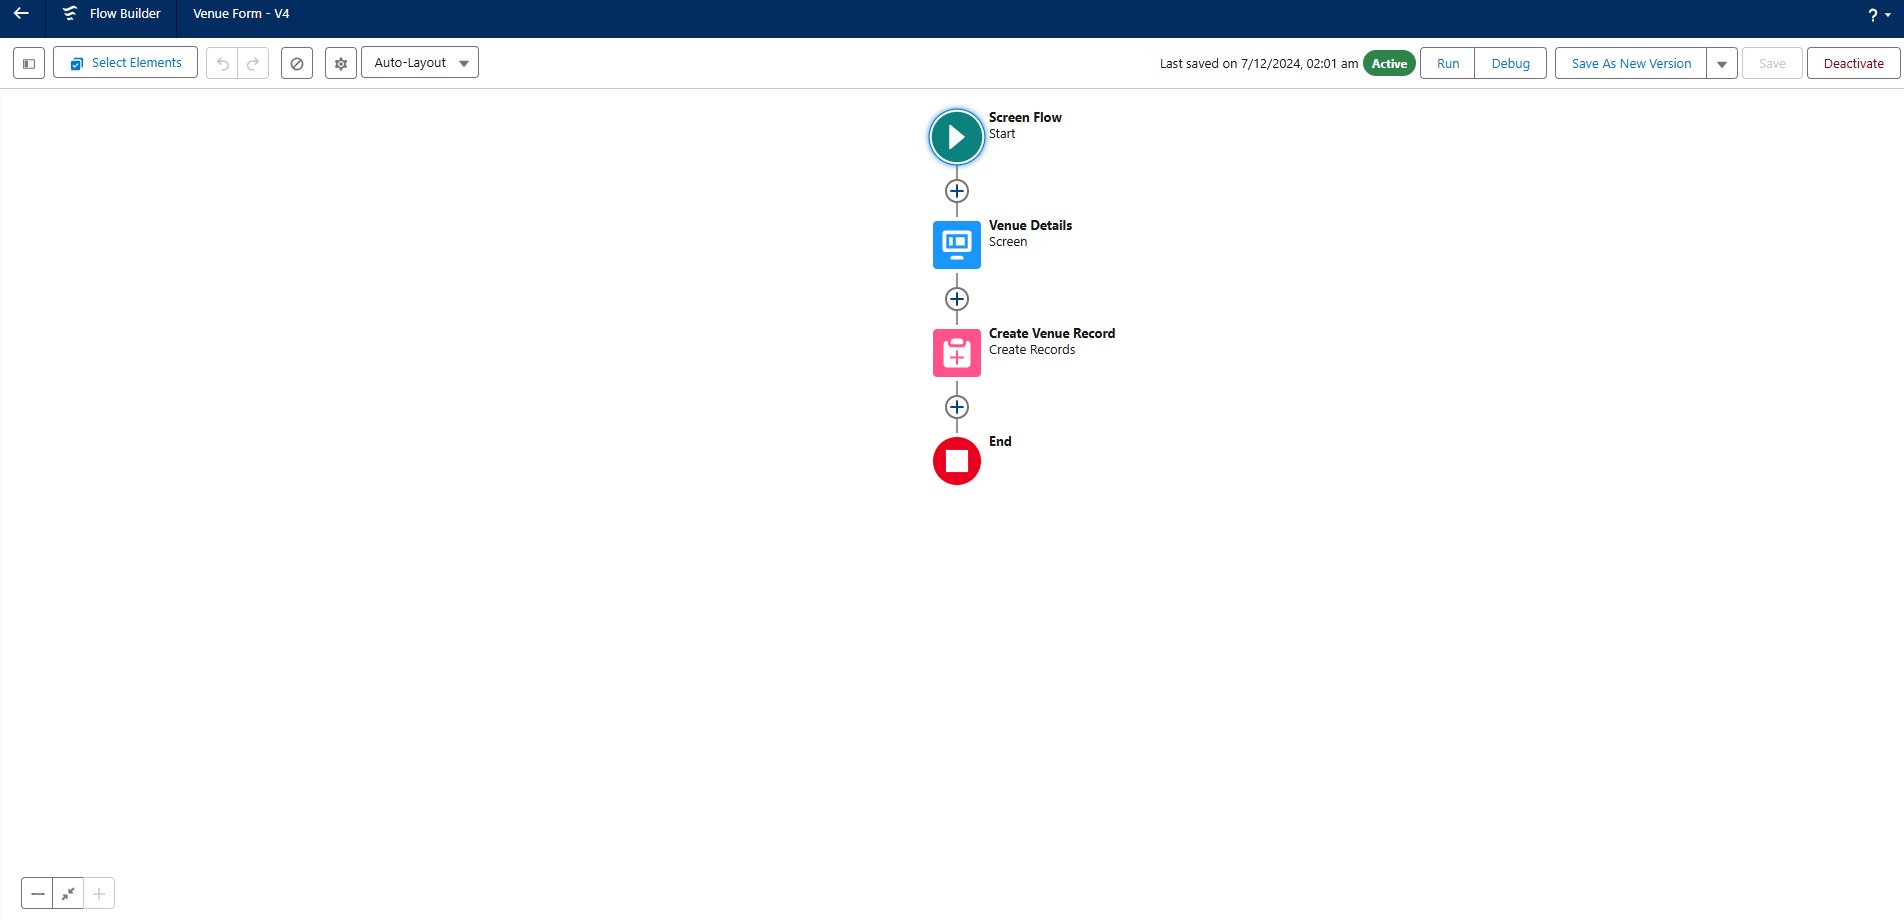 Flow Builder
Venue Form - V4
?
Select Elements
Auto-Layout
Last saved on 7/12/2024, 02:01 am
Active
Run
Debug
Save As New Version
Save
Deactivate
Screen Flow
Start
Venue Details
Screen
Create Venue Record
Create Records
End